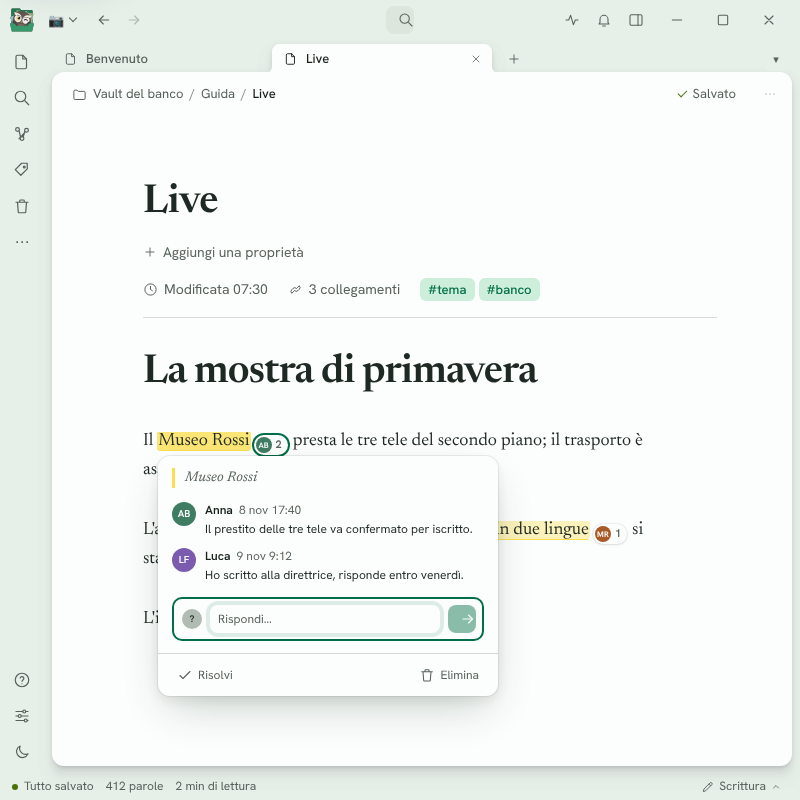 Benvenuto
Live
Vault del banco / Guida / Live
Salvato
Live
Aggiungi una proprietà
Modificata 07:30
3 collegamenti
#tema
#banco
La mostra di primavera
Il Museo Rossi AB 2 presta le tre tele del secondo piano; il trasporto è
as
Museo Rossi
AB Anna 8 nov 17:40
Il prestito delle tre tele va confermato per iscritto.
L'a
n due lingue MR 1 si
sta
LF Luca 9 nov 9:12
Ho scritto alla direttrice, risponde entro venerdì.
L'i
? Rispondi...
Risolvi
Elimina
Tutto salvato
412 parole
2 min di lettura
Scrittura